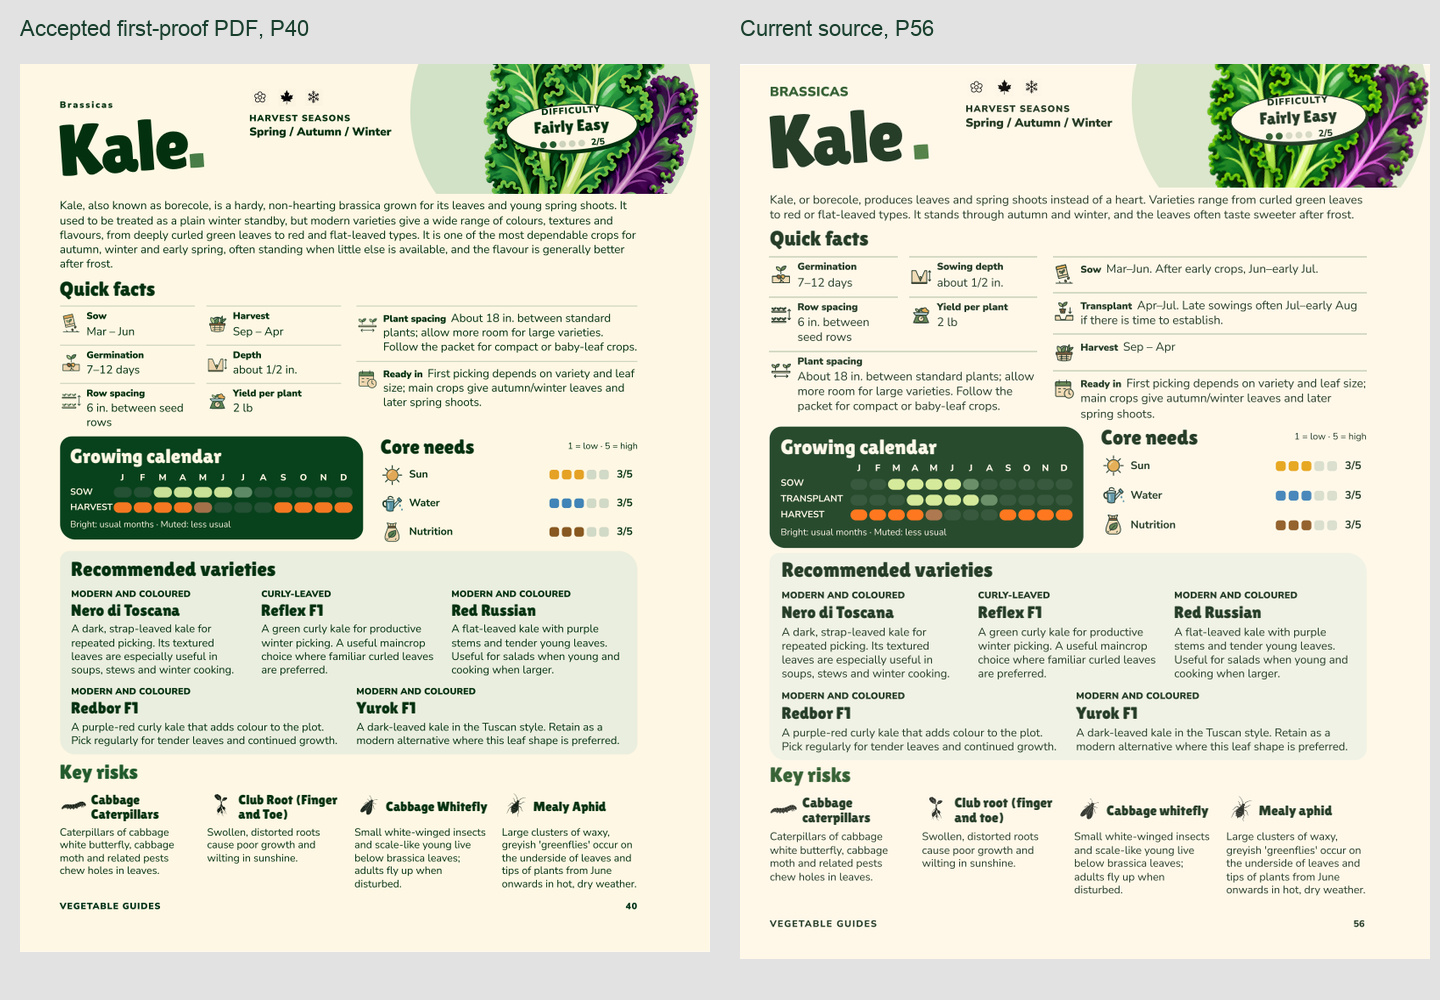 Accepted first-proof PDF, P40
Brassicas
Kale.
HARVEST SEASONS
Spring / Autumn / Winter
DIFFICULTY
Fairly Easy
2/5
Kale, also known as borecole, is a hardy, non-hearting brassica grown for its leaves and young spring shoots. It
used to be treated as a plain winter standby, but modern varieties give a wide range of colours, textures and
flavours, from deeply curled green leaves to red and flat-leaved types. It is one of the most dependable crops for
autumn, winter and early spring, often standing when little else is available, and the flavour is generally better
after frost.
Quick facts
Sow
Mar – Jun
Harvest
Sep – Apr
Germination
7–12 days
Depth
about 1/2 in.
Row spacing
6 in. between seed
rows
Yield per plant
2 lb
Plant spacing About 18 in. between standard
plants; allow more room for large varieties.
Follow the packet for compact or baby-leaf crops.
Ready in First picking depends on variety and leaf
size; main crops give autumn/winter leaves and
later spring shoots.
Growing calendar
J F M A M J J A S O N D
SOW
HARVEST
Bright: usual months · Muted: less usual
Core needs
1 = low · 5 = high
Sun 3/5
Water 3/5
Nutrition 3/5
Recommended varieties
MODERN AND COLOURED
Nero di Toscana
A dark, strap-leaved kale for
repeated picking. Its textured
leaves are especially useful in
soups, stews and winter cooking.
CURLY-LEAVED
Reflex F1
A green curly kale for productive
winter picking. A useful maincrop
choice where familiar curled leaves
are preferred.
MODERN AND COLOURED
Red Russian
A flat-leaved kale with purple
stems and tender young leaves.
Useful for salads when young and
cooking when larger.
MODERN AND COLOURED
Redbor F1
A purple-red curly kale that adds colour to the plot.
Pick regularly for tender leaves and continued growth.
MODERN AND COLOURED
Yurok F1
A dark-leaved kale in the Tuscan style. Retain as a
modern alternative where this leaf shape is preferred.
Key risks
Cabbage
Caterpillars
Caterpillars of cabbage
white butterfly, cabbage
moth and related pests
chew holes in leaves.
Club Root (Finger
and Toe)
Swollen, distorted roots
cause poor growth and
wilting in sunshine.
Cabbage Whitefly
Small white-winged insects
and scale-like young live
below brassica leaves;
adults fly up when
disturbed.
Mealy Aphid
Large clusters of waxy,
greyish 'greenflies' occur on
the underside of leaves and
tips of plants from June
onwards in hot, dry weather.
VEGETABLE GUIDES
40
Current source, P56
BRASSICAS
Kale.
HARVEST SEASONS
Spring / Autumn / Winter
DIFFICULTY
Fairly Easy
2/5
Kale, or borecole, produces leaves and spring shoots instead of a heart. Varieties range from curled green leaves
to red or flat-leaved types. It stands through autumn and winter, and the leaves often taste sweeter after frost.
Quick facts
Germination
7–12 days
Sowing depth
about 1/2 in.
Row spacing
6 in. between
seed rows
Yield per plant
2 lb
Plant spacing
About 18 in. between standard plants; allow
more room for large varieties. Follow the
packet for compact or baby-leaf crops.
Sow Mar–Jun. After early crops, Jun–early Jul.
Transplant Apr–Jul. Late sowings often Jul–early Aug
if there is time to establish.
Harvest Sep – Apr
Ready in First picking depends on variety and leaf size;
main crops give autumn/winter leaves and later
spring shoots.
Growing calendar
J F M A M J J A S O N D
SOW
TRANSPLANT
HARVEST
Bright: usual months · Muted: less usual
Core needs
1 = low · 5 = high
Sun 3/5
Water 3/5
Nutrition 3/5
Recommended varieties
MODERN AND COLOURED
Nero di Toscana
A dark, strap-leaved kale for
repeated picking. Its textured
leaves are especially useful in
soups, stews and winter cooking.
CURLY-LEAVED
Reflex F1
A green curly kale for productive
winter picking. A useful maincrop
choice where familiar curled leaves
are preferred.
MODERN AND COLOURED
Red Russian
A flat-leaved kale with purple
stems and tender young leaves.
Useful for salads when young and
cooking when larger.
MODERN AND COLOURED
Redbor F1
A purple-red curly kale that adds colour to the plot.
Pick regularly for tender leaves and continued growth.
MODERN AND COLOURED
Yurok F1
A dark-leaved kale in the Tuscan style. Retain as a
modern alternative where this leaf shape is preferred.
Key risks
Cabbage
caterpillars
Caterpillars of cabbage
white butterfly, cabbage
moth and related pests
chew holes in leaves.
Club root (finger
and toe)
Swollen, distorted roots
cause poor growth and
wilting in sunshine.
Cabbage whitefly
Small white-winged insects
and scale-like young live
below brassica leaves;
adults fly up when
disturbed.
Mealy aphid
Large clusters of waxy,
greyish 'greenflies' occur on
the underside of leaves and
tips of plants from June
onwards in hot, dry weather.
VEGETABLE GUIDES
56